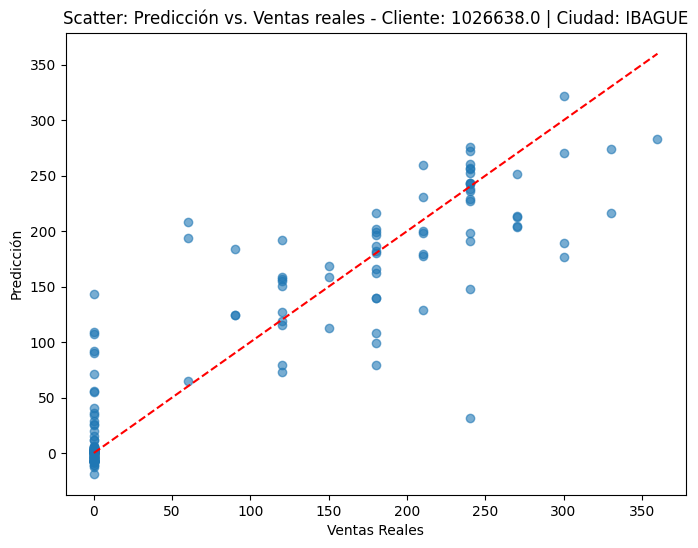 Scatter: Predicción vs. Ventas reales - Cliente: 1026638.0 | Ciudad: IBAGUE
350
300
250
200
150
100
50
0
Predicción
0 50 100 150 200 250 300 350
Ventas Reales